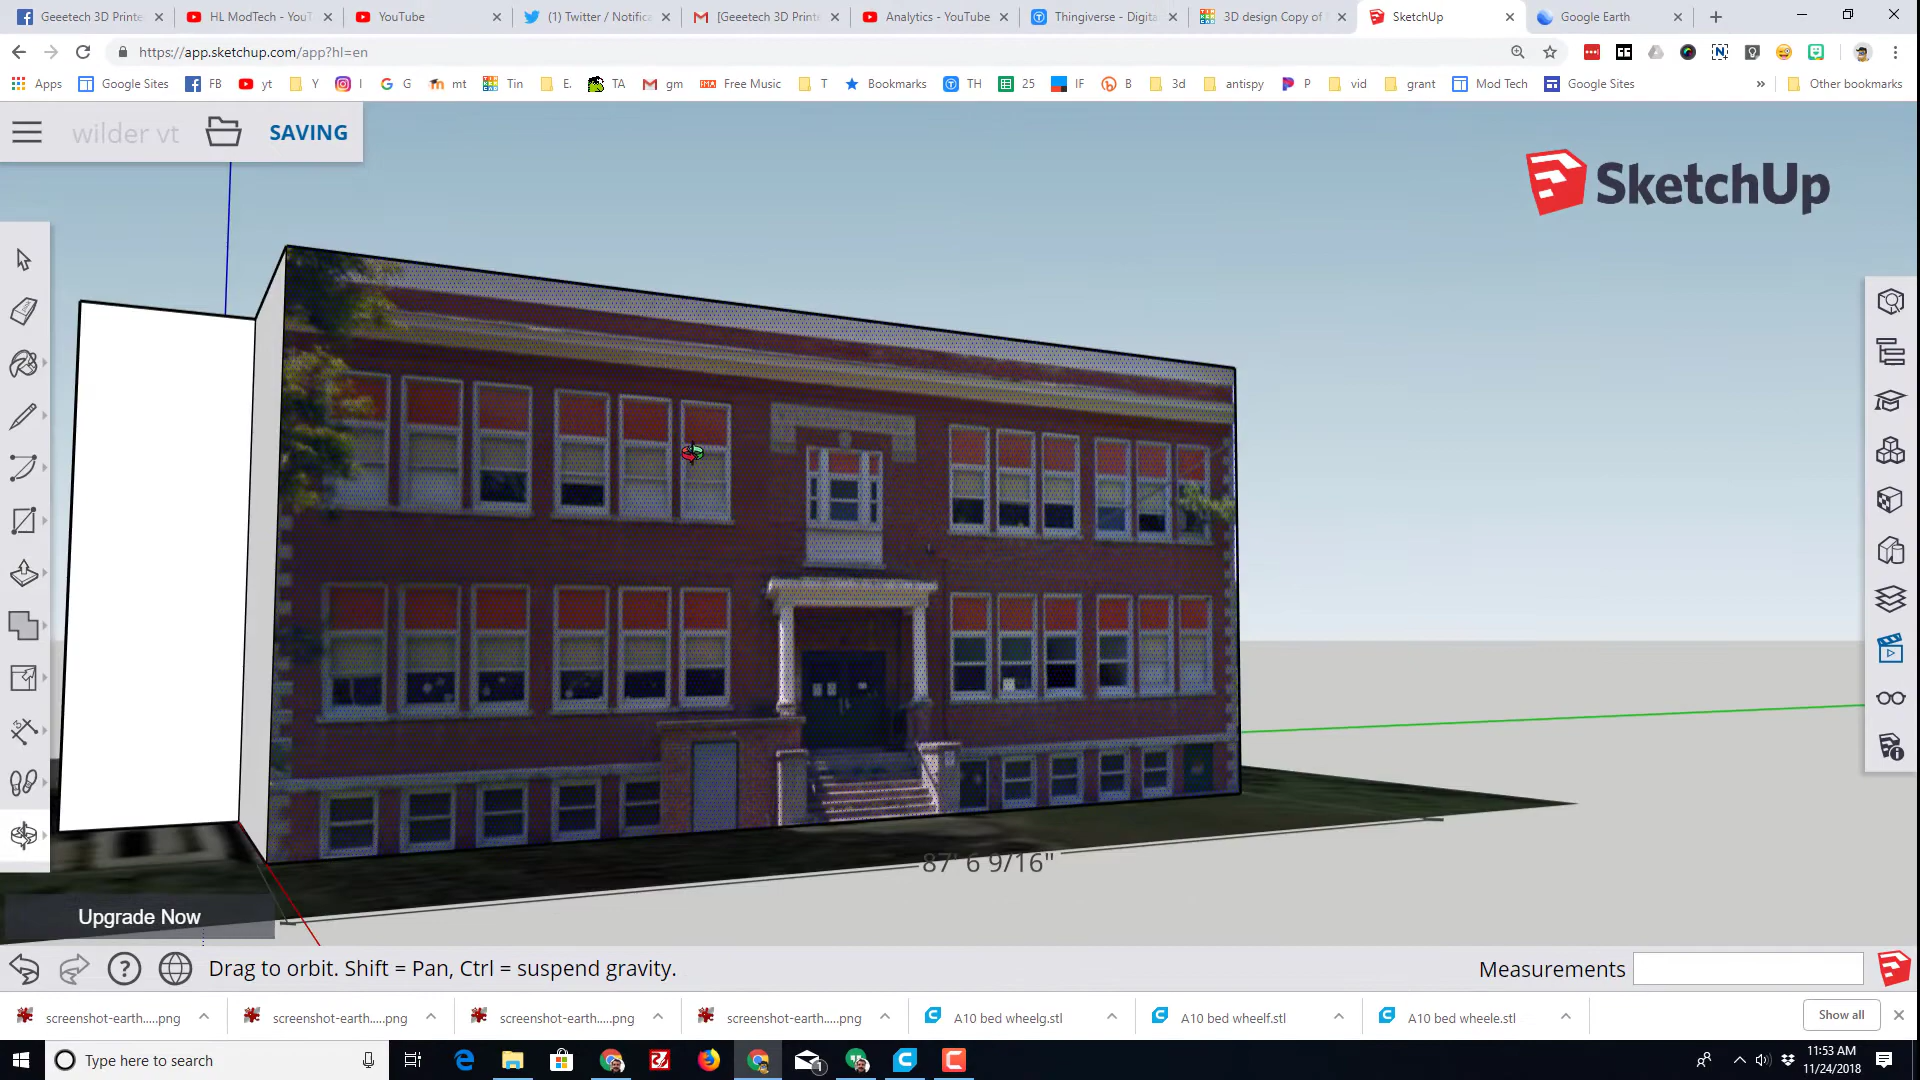 Geeetech 3D Printe
HL ModTech - YouT
YouTube
(1) Twitter / Notifica
[Geeetech 3D Print
Analytics - YouTube
Thingiverse - Digita
3D design Copy of
SketchUp
Google Earth
https://app.sketchup.com/app?hl=en
Apps
Google Sites
FB
yt
Y
I
G
mt
Tin
E.
TA
gm
Free Music
T
Bookmarks
TH
25
IF
B
3d
antispy
P
vid
grant
Mod Tech
Google Sites
»
Other bookmarks
wilder vt
SAVING
SketchUp
87' 6 9/16"
Upgrade Now
Drag to orbit. Shift = Pan, Ctrl = suspend gravity.
Measurements
screenshot-earth.....png
screenshot-earth.....png
screenshot-earth.....png
screenshot-earth.....png
A10 bed wheelg.stl
A10 bed wheelf.stl
A10 bed wheele.stl
Show all
Type here to search
1
11:53 AM
11/24/2018